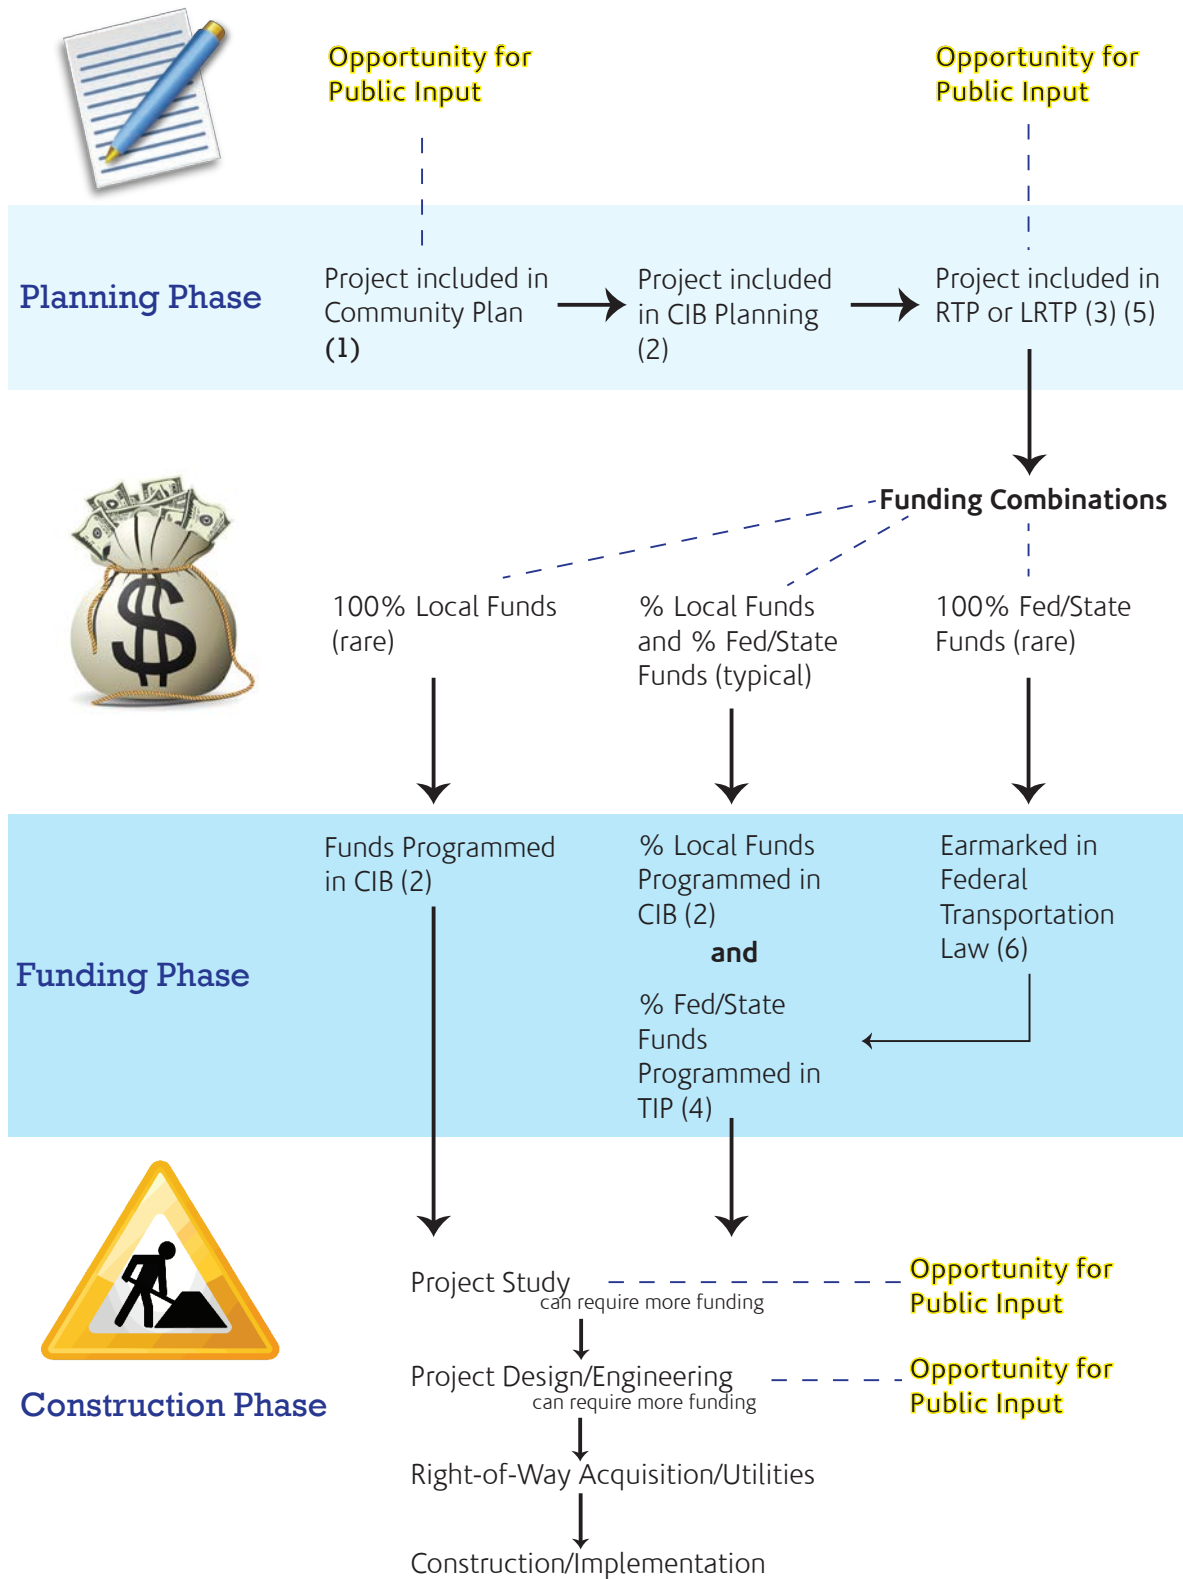 Opportunity for
Public Input
Opportunity for
Public Input
Planning Phase
Project included in
Community Plan
(1)
Project included
in CIB Planning
(2)
Project included in
RTP or LRTP (3) (5)
Funding Combinations
100% Local Funds
(rare)
% Local Funds
and % Fed/State
Funds (typical)
100% Fed/State
Funds (rare)
Funding Phase
Funds Programmed
in CIB (2)
% Local Funds
Programmed in
CIB (2)
and
% Fed/State
Funds
Programmed in
TIP (4)
Earmarked in
Federal
Transportation
Law (6)
$
Construction Phase
Project Study
can require more funding
Opportunity for
Public Input
Project Design/Engineering
can require more funding
Opportunity for
Public Input
Right-of-Way Acquisition/Utilities
Construction/Implementation